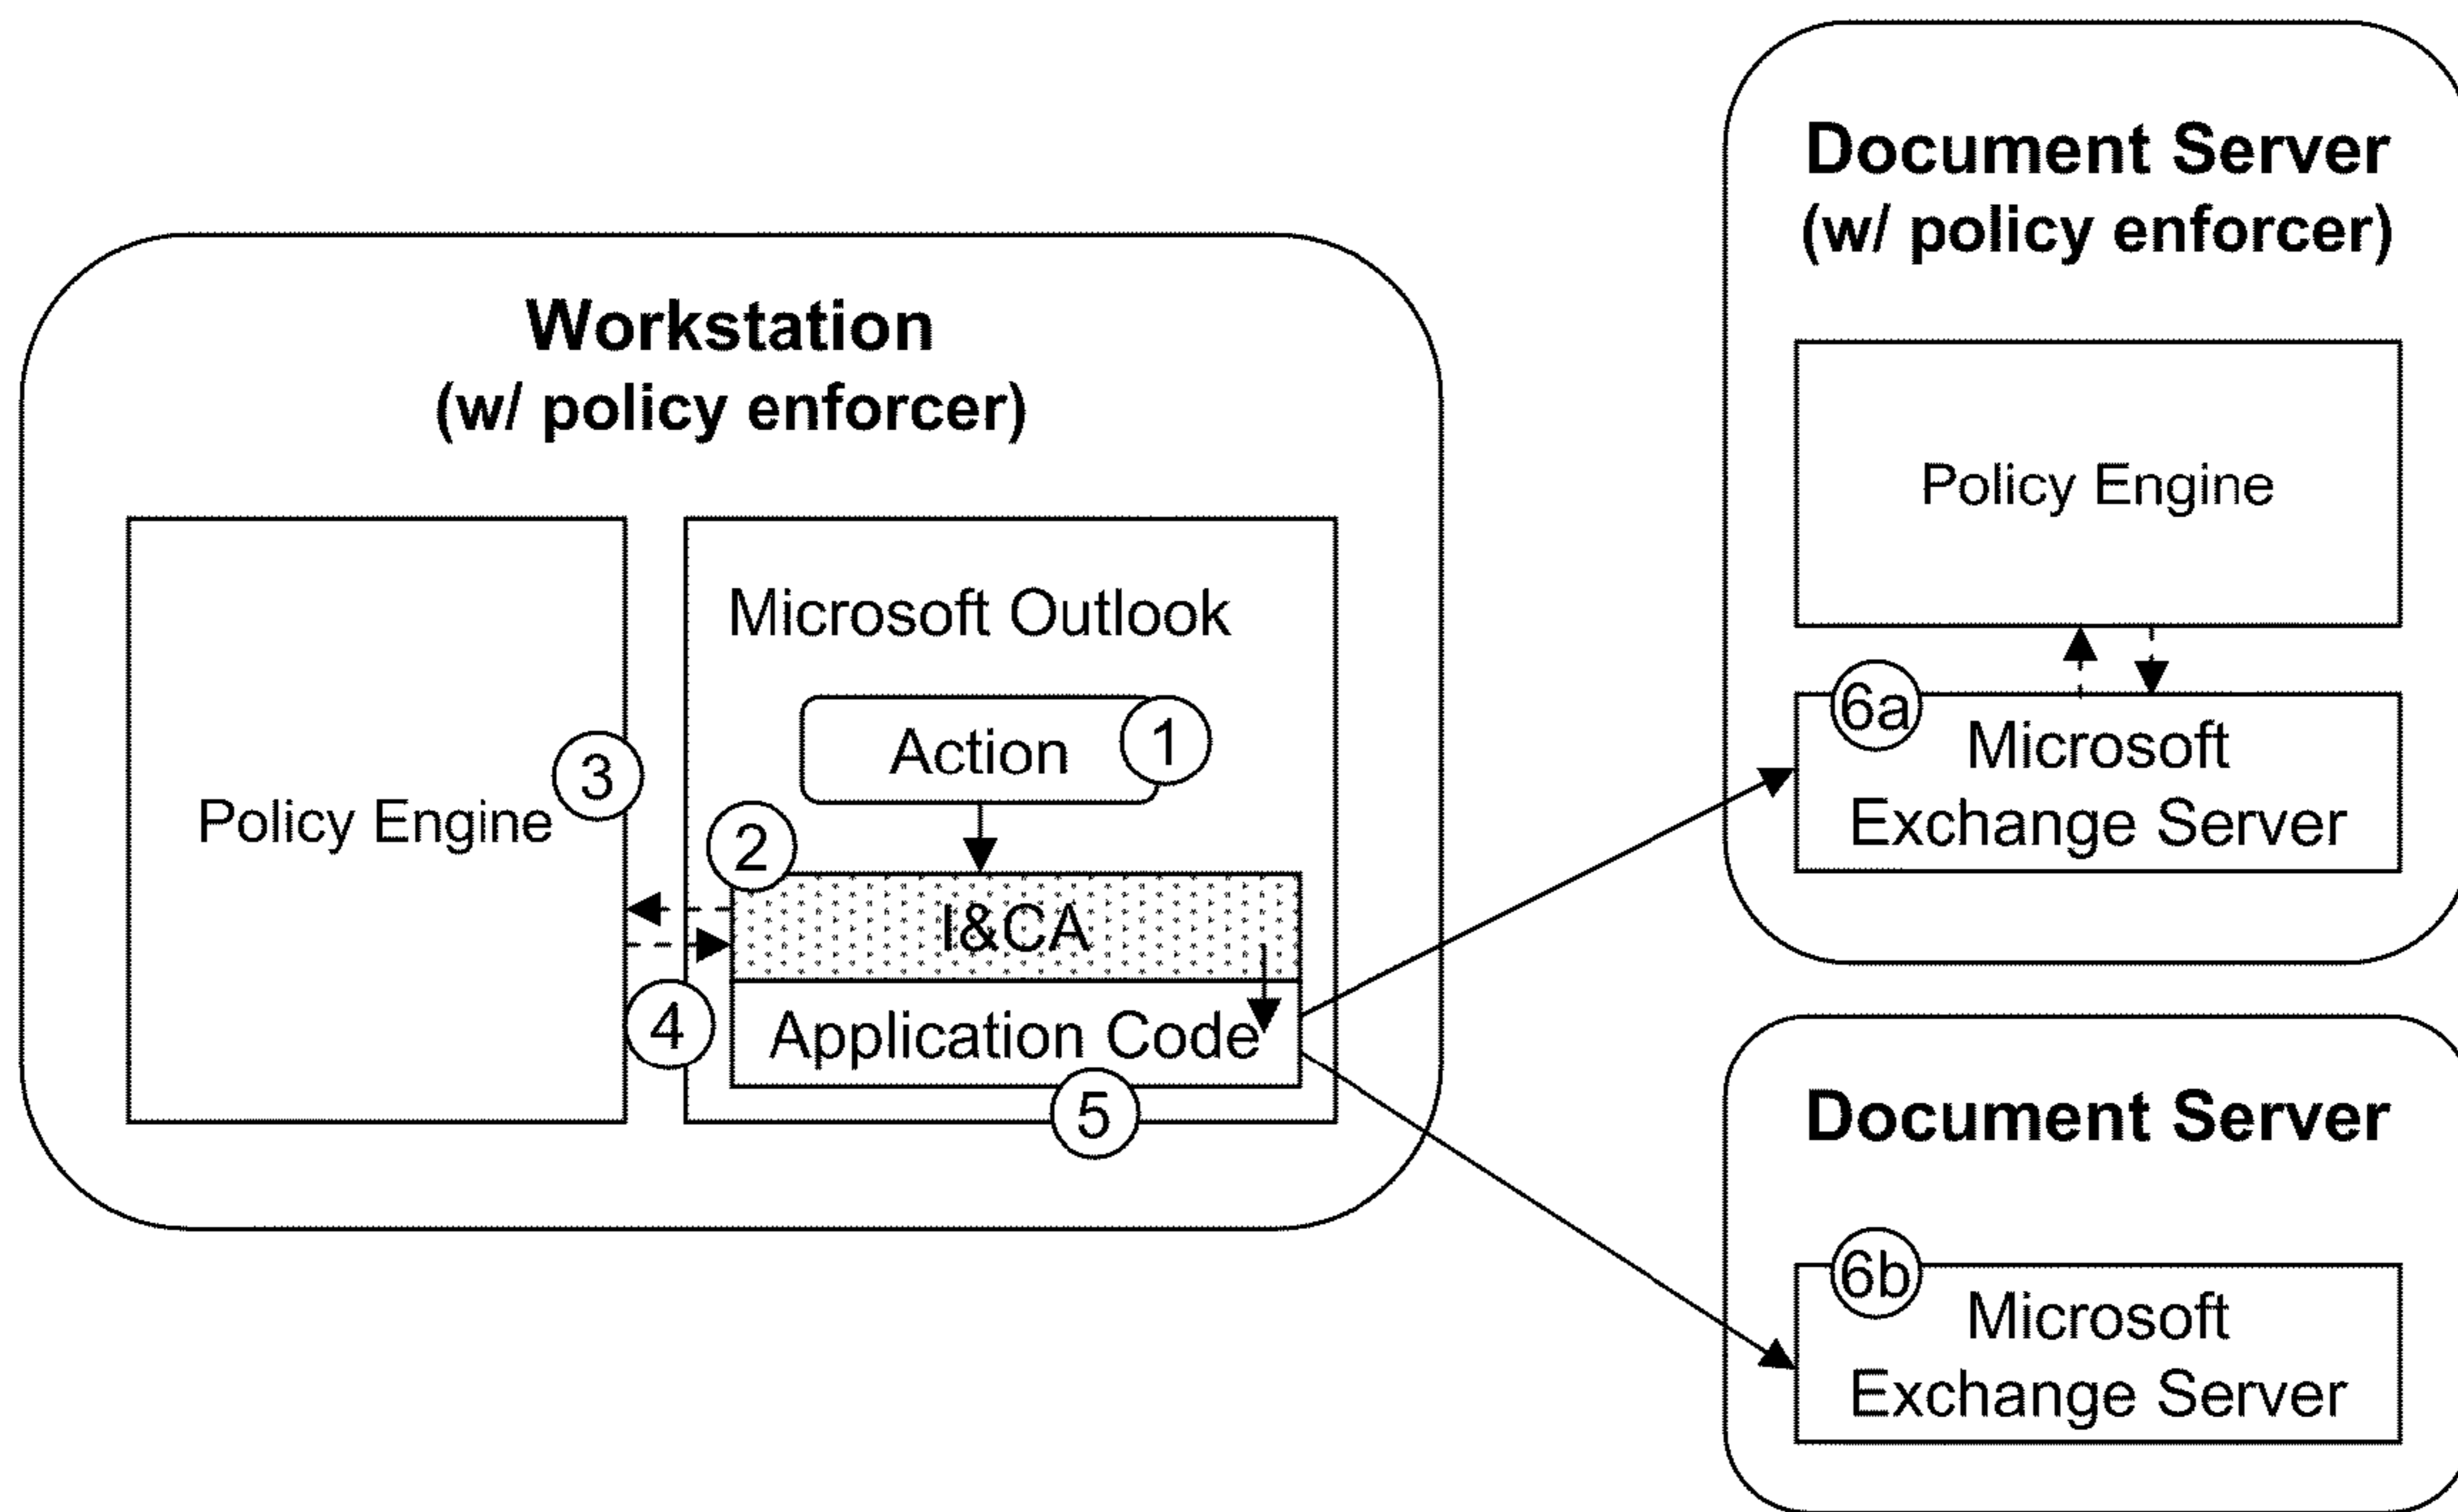 Workstation
(w/ policy enforcer)
Policy Engine
3
Microsoft Outlook
Action
1
2
I&CA
4
Application Code
5
Document Server
(w/ policy enforcer)
Policy Engine
6a
Microsoft
Exchange Server
Document Server
6b
Microsoft
Exchange Server